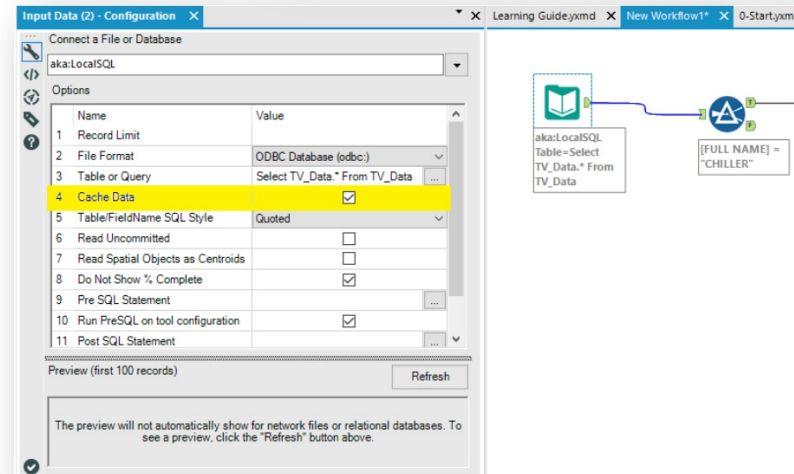 Input Data (2) - Configuration X
Connect a File or Database
aka:LocalSQL
Options
Name Value
1 Record Limit
2 File Format ODBC Database (odbc:)
3 Table or Query Select TV_Data.* From TV_Data ...
4 Cache Data
5 Table/FieldName SQL Style Quoted
6 Read Uncommitted
7 Read Spatial Objects as Centroids
8 Do Not Show % Complete
9 Pre SQL Statement ...
10 Run PreSQL on tool configuration
11 Post SQL Statement ...
Preview (first 100 records)
Refresh
The preview will not automatically show for network files or relational databases. To
see a preview, click the "Refresh" button above.
Learning Guide.yxmd X New Workflow1* X 0-Start.yxm
aka:LocalSQL
Table=Select
TV_Data.* From
TV_Data
T
F
[FULL NAME] =
"CHILLER"